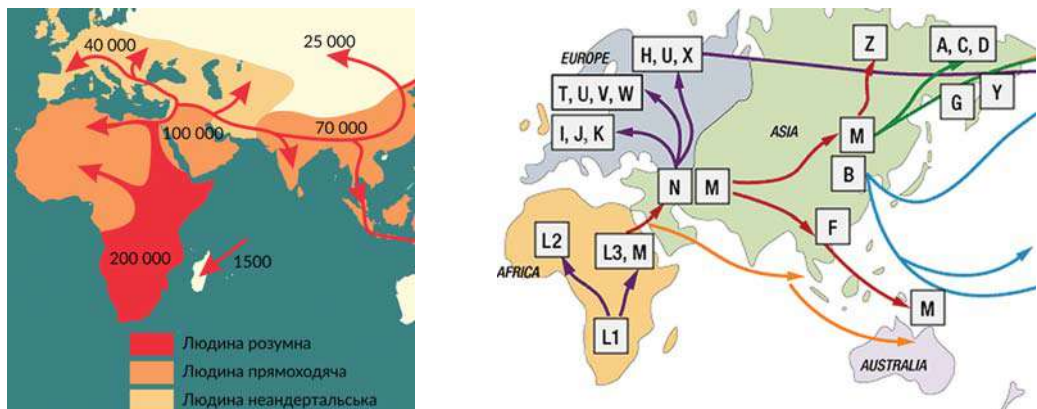 40 000
25 000
100 000
70 000
200 000
1500
Людина розумна
Людина прямоходяча
Людина неандертальська
EUROPE
H, U, X
Z
A, C, D
T, U, V, W
G
Y
I, J, K
ASIA
M
N
M
B
L2
L3, M
F
AFRICA
M
L1
AUSTRALIA